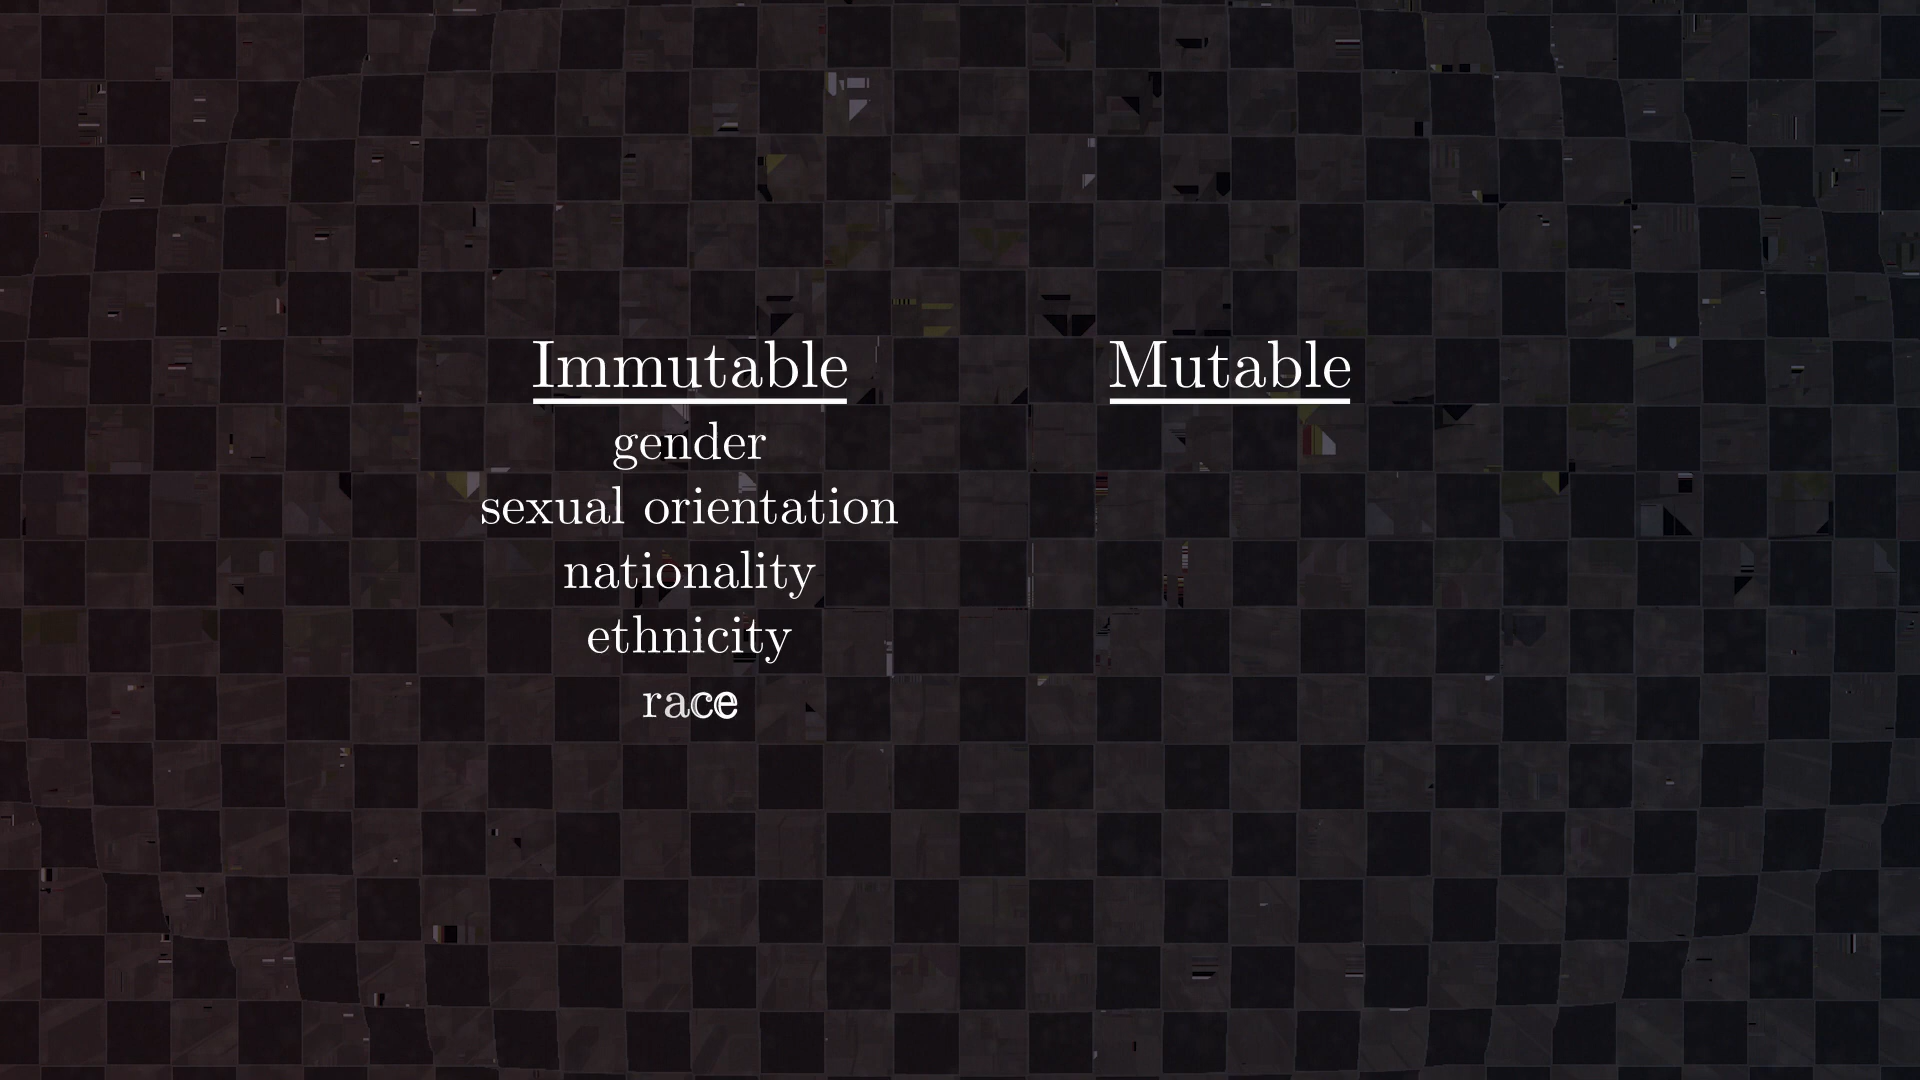 Immutable
gender
sexual orientation
nationality
ethnicity
race
Mutable